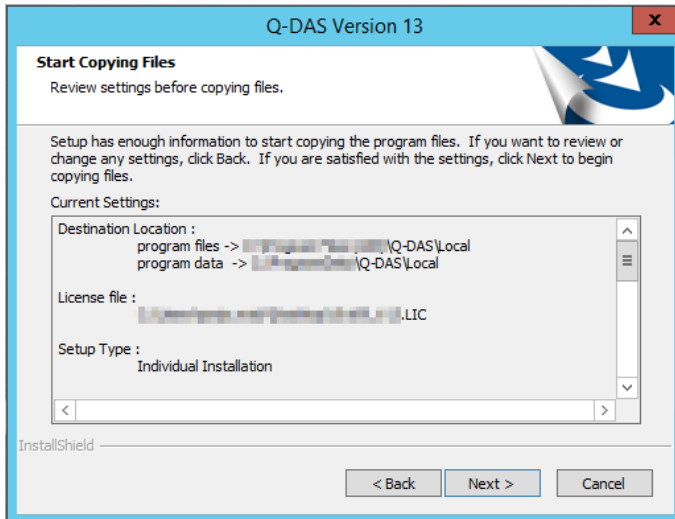 Q-DAS Version 13
x
Start Copying Files
Review settings before copying files.
Setup has enough information to start copying the program files. If you want to review or
change any settings, click Back. If you are satisfied with the settings, click Next to begin
copying files.
Current Settings:
Destination Location :
program files -> \Q-DAS\Local
program data -> \Q-DAS\Local
License file :
.LIC
Setup Type :
Individual Installation
InstallShield
< Back Next > Cancel